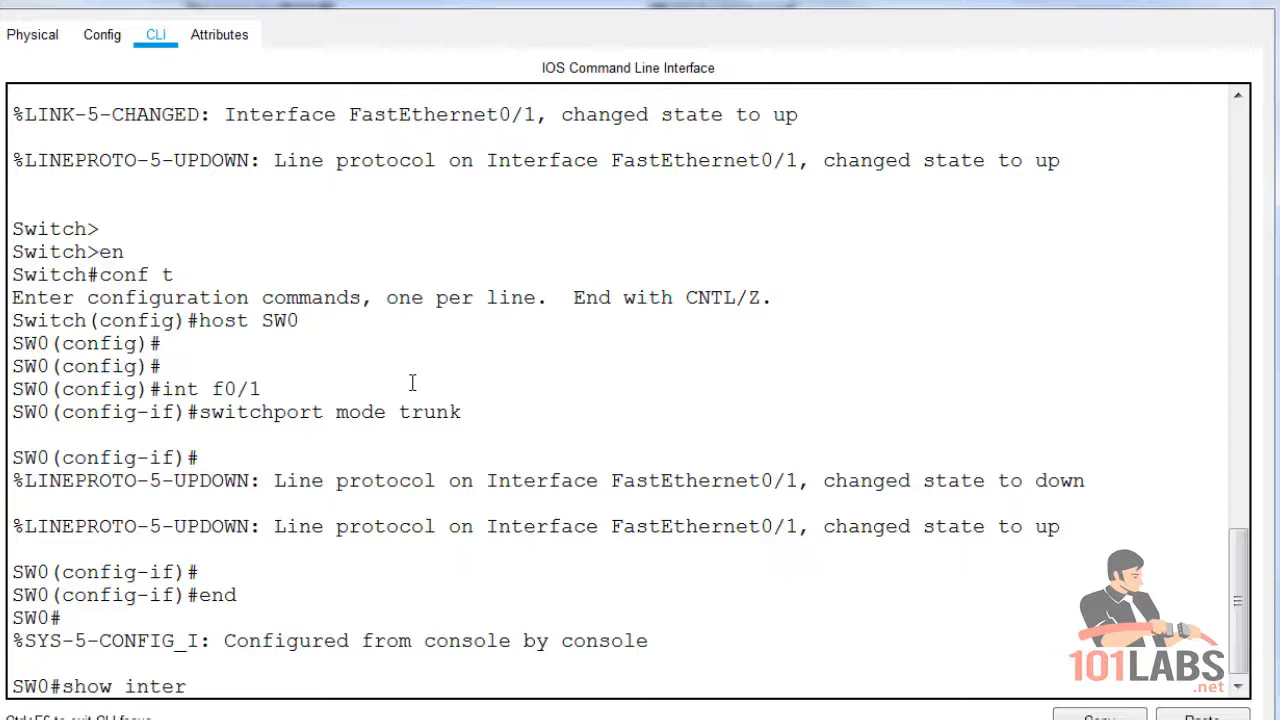 Physical Config CLI Attributes
IOS Command Line Interface
%LINK-5-CHANGED: Interface FastEthernet0/1, changed state to up
%LINEPROTO-5-UPDOWN: Line protocol on Interface FastEthernet0/1, changed state to up
Switch>
Switch>en
Switch#conf t
Enter configuration commands, one per line.  End with CNTL/Z.
Switch(config)#host SW0
SW0(config)#
SW0(config)#
SW0(config)#int f0/1
SW0(config-if)#switchport mode trunk
SW0(config-if)#
%LINEPROTO-5-UPDOWN: Line protocol on Interface FastEthernet0/1, changed state to down
%LINEPROTO-5-UPDOWN: Line protocol on Interface FastEthernet0/1, changed state to up
SW0(config-if)#
SW0(config-if)#end
SW0#
%SYS-5-CONFIG_I: Configured from console by console
SW0#show inter
101LABS
.net